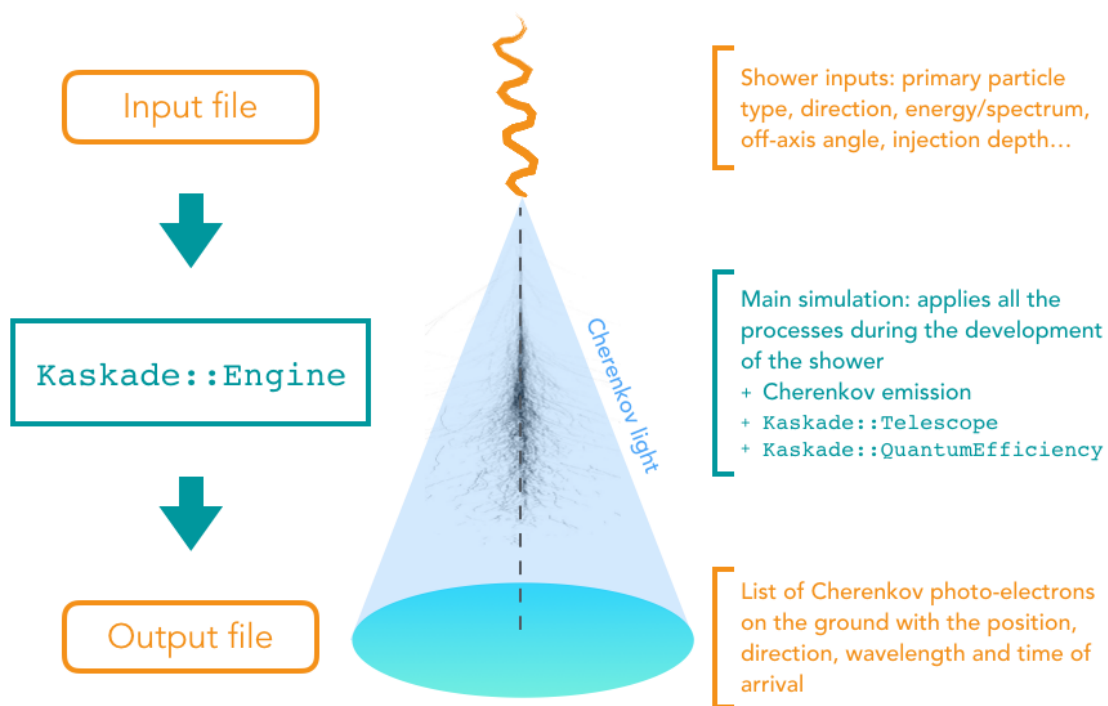 Input file
Shower inputs: primary particle
type, direction, energy/spectrum,
off-axis angle, injection depth…
Kaskade::Engine
Cherenkov light
Main simulation: applies all the
processes during the development
of the shower
+ Cherenkov emission
+ Kaskade::Telescope
+ Kaskade::QuantumEfficiency
Output file
List of Cherenkov photo-electrons
on the ground with the position,
direction, wavelength and time of
arrival